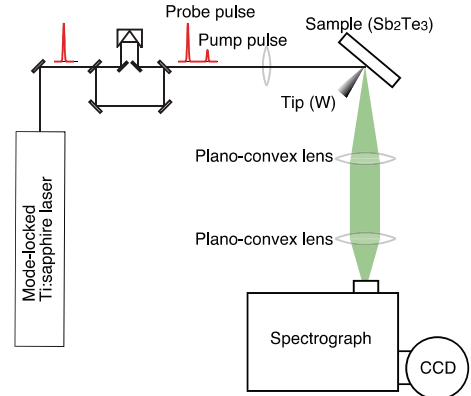 Probe pulse
Pump pulse
Sample (Sb₂Te₃)
Tip (W)
Plano-convex lens
Plano-convex lens
Mode-locked
Ti:sapphire laser
Spectrograph
CCD